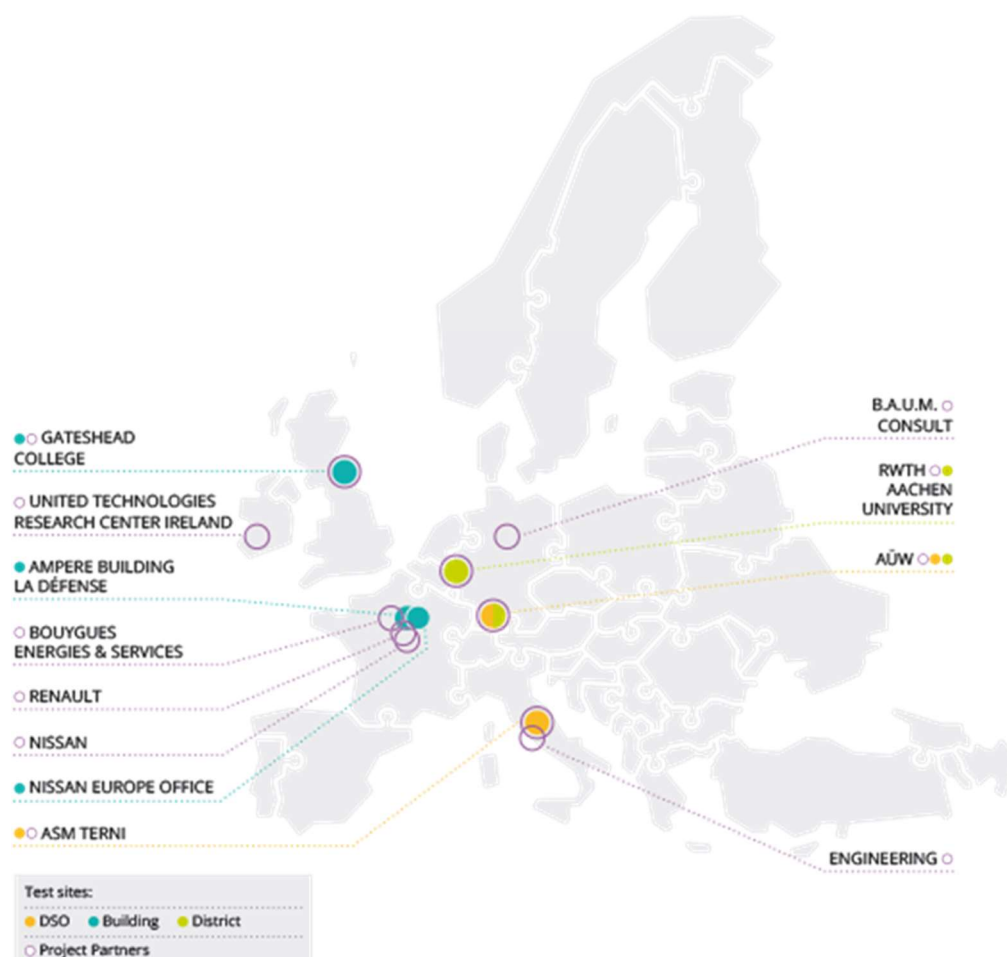 GATESHEAD
COLLEGE
UNITED TECHNOLOGIES
RESEARCH CENTER IRELAND
AMPERE BUILDING
LA DÉFENSE
BOUYGUES
ENERGIES & SERVICES
RENAULT
NISSAN
NISSAN EUROPE OFFICE
ASM TERNI
B.A.U.M.
CONSULT
RWTH
AACHEN
UNIVERSITY
AÜW
ENGINEERING
Test sites:
DSO Building District
Project Partners